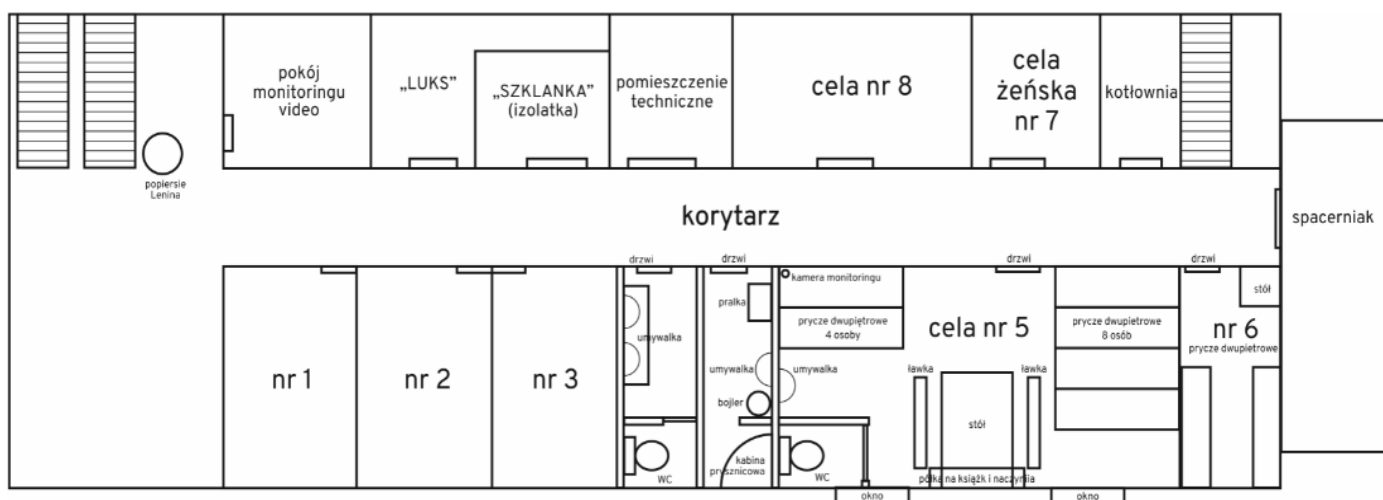 pokój
monitoringu
video
„LUKS”
„SZKLANKA”
(izolatka)
pomieszczenie
techniczne
cela nr 8
cela
żeńska
nr 7
kotłownia
popiersie
Lenina
korytarz
spacerniak
drzwi
drzwi
drzwi
drzwi
nr 1
nr 2
nr 3
umywalka
WC
pralka
umywalka
bojler
kabina
prysznicowa
kamera monitoringu
prycze dwupiętrowe
4 osoby
umywalka
WC
cela nr 5
ławka
stół
ławka
półka na książk i naczynia
prycze dwupietrowe
8 osób
stół
nr 6
prycze dwupietrowe
okno
okno